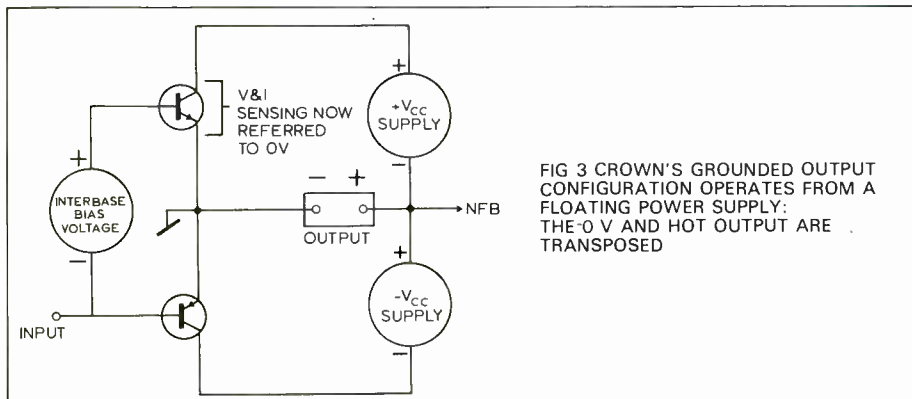 V&I
SENSING NOW
REFERRED
TO 0V
+
+VCC
SUPPLY
-
+
INTERBASE
BIAS
VOLTAGE
-
- +
OUTPUT
NFB
+
-VCC
SUPPLY
-
INPUT
FIG 3 CROWN'S GROUNDED OUTPUT
CONFIGURATION OPERATES FROM A
FLOATING POWER SUPPLY:
THE 0 V AND HOT OUTPUT ARE
TRANSPOSED